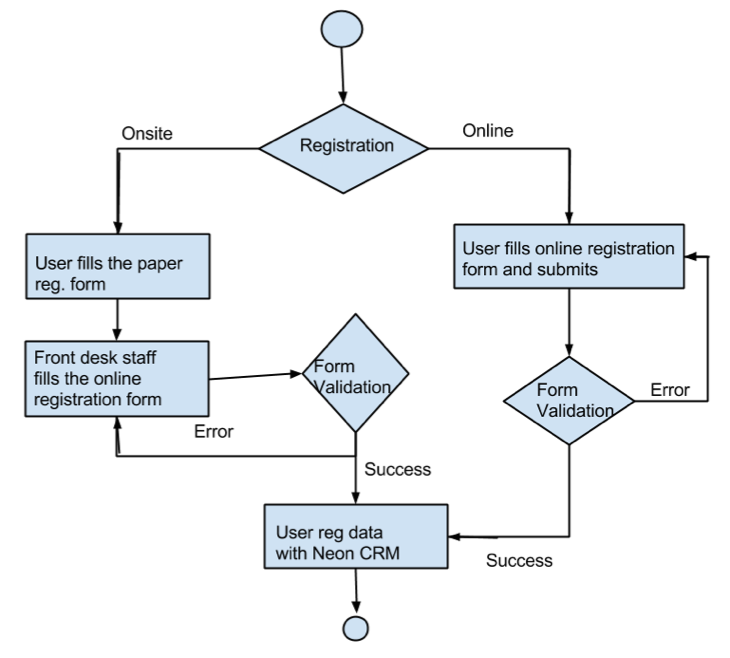 Onsite
Online
Registration
User fills the paper
reg. form
User fills online registration
form and submits
Front desk staff
fills the online
registration form
Form
Validation
Form
Validation
Error
Error
Success
User reg data
with Neon CRM
Success